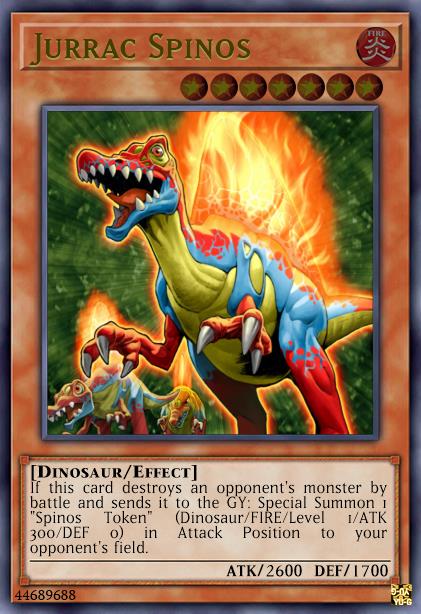 Jurrac Spinos
FIRE
炎
[Dinosaur/Effect]
If this card destroys an opponent's monster by
battle and sends it to the GY: Special Summon 1
"Spinos Token" (Dinosaur/FIRE/Level 1/ATK
300/DEF 0) in Attack Position to your
opponent's field.
ATK/2600 DEF/1700
44689688